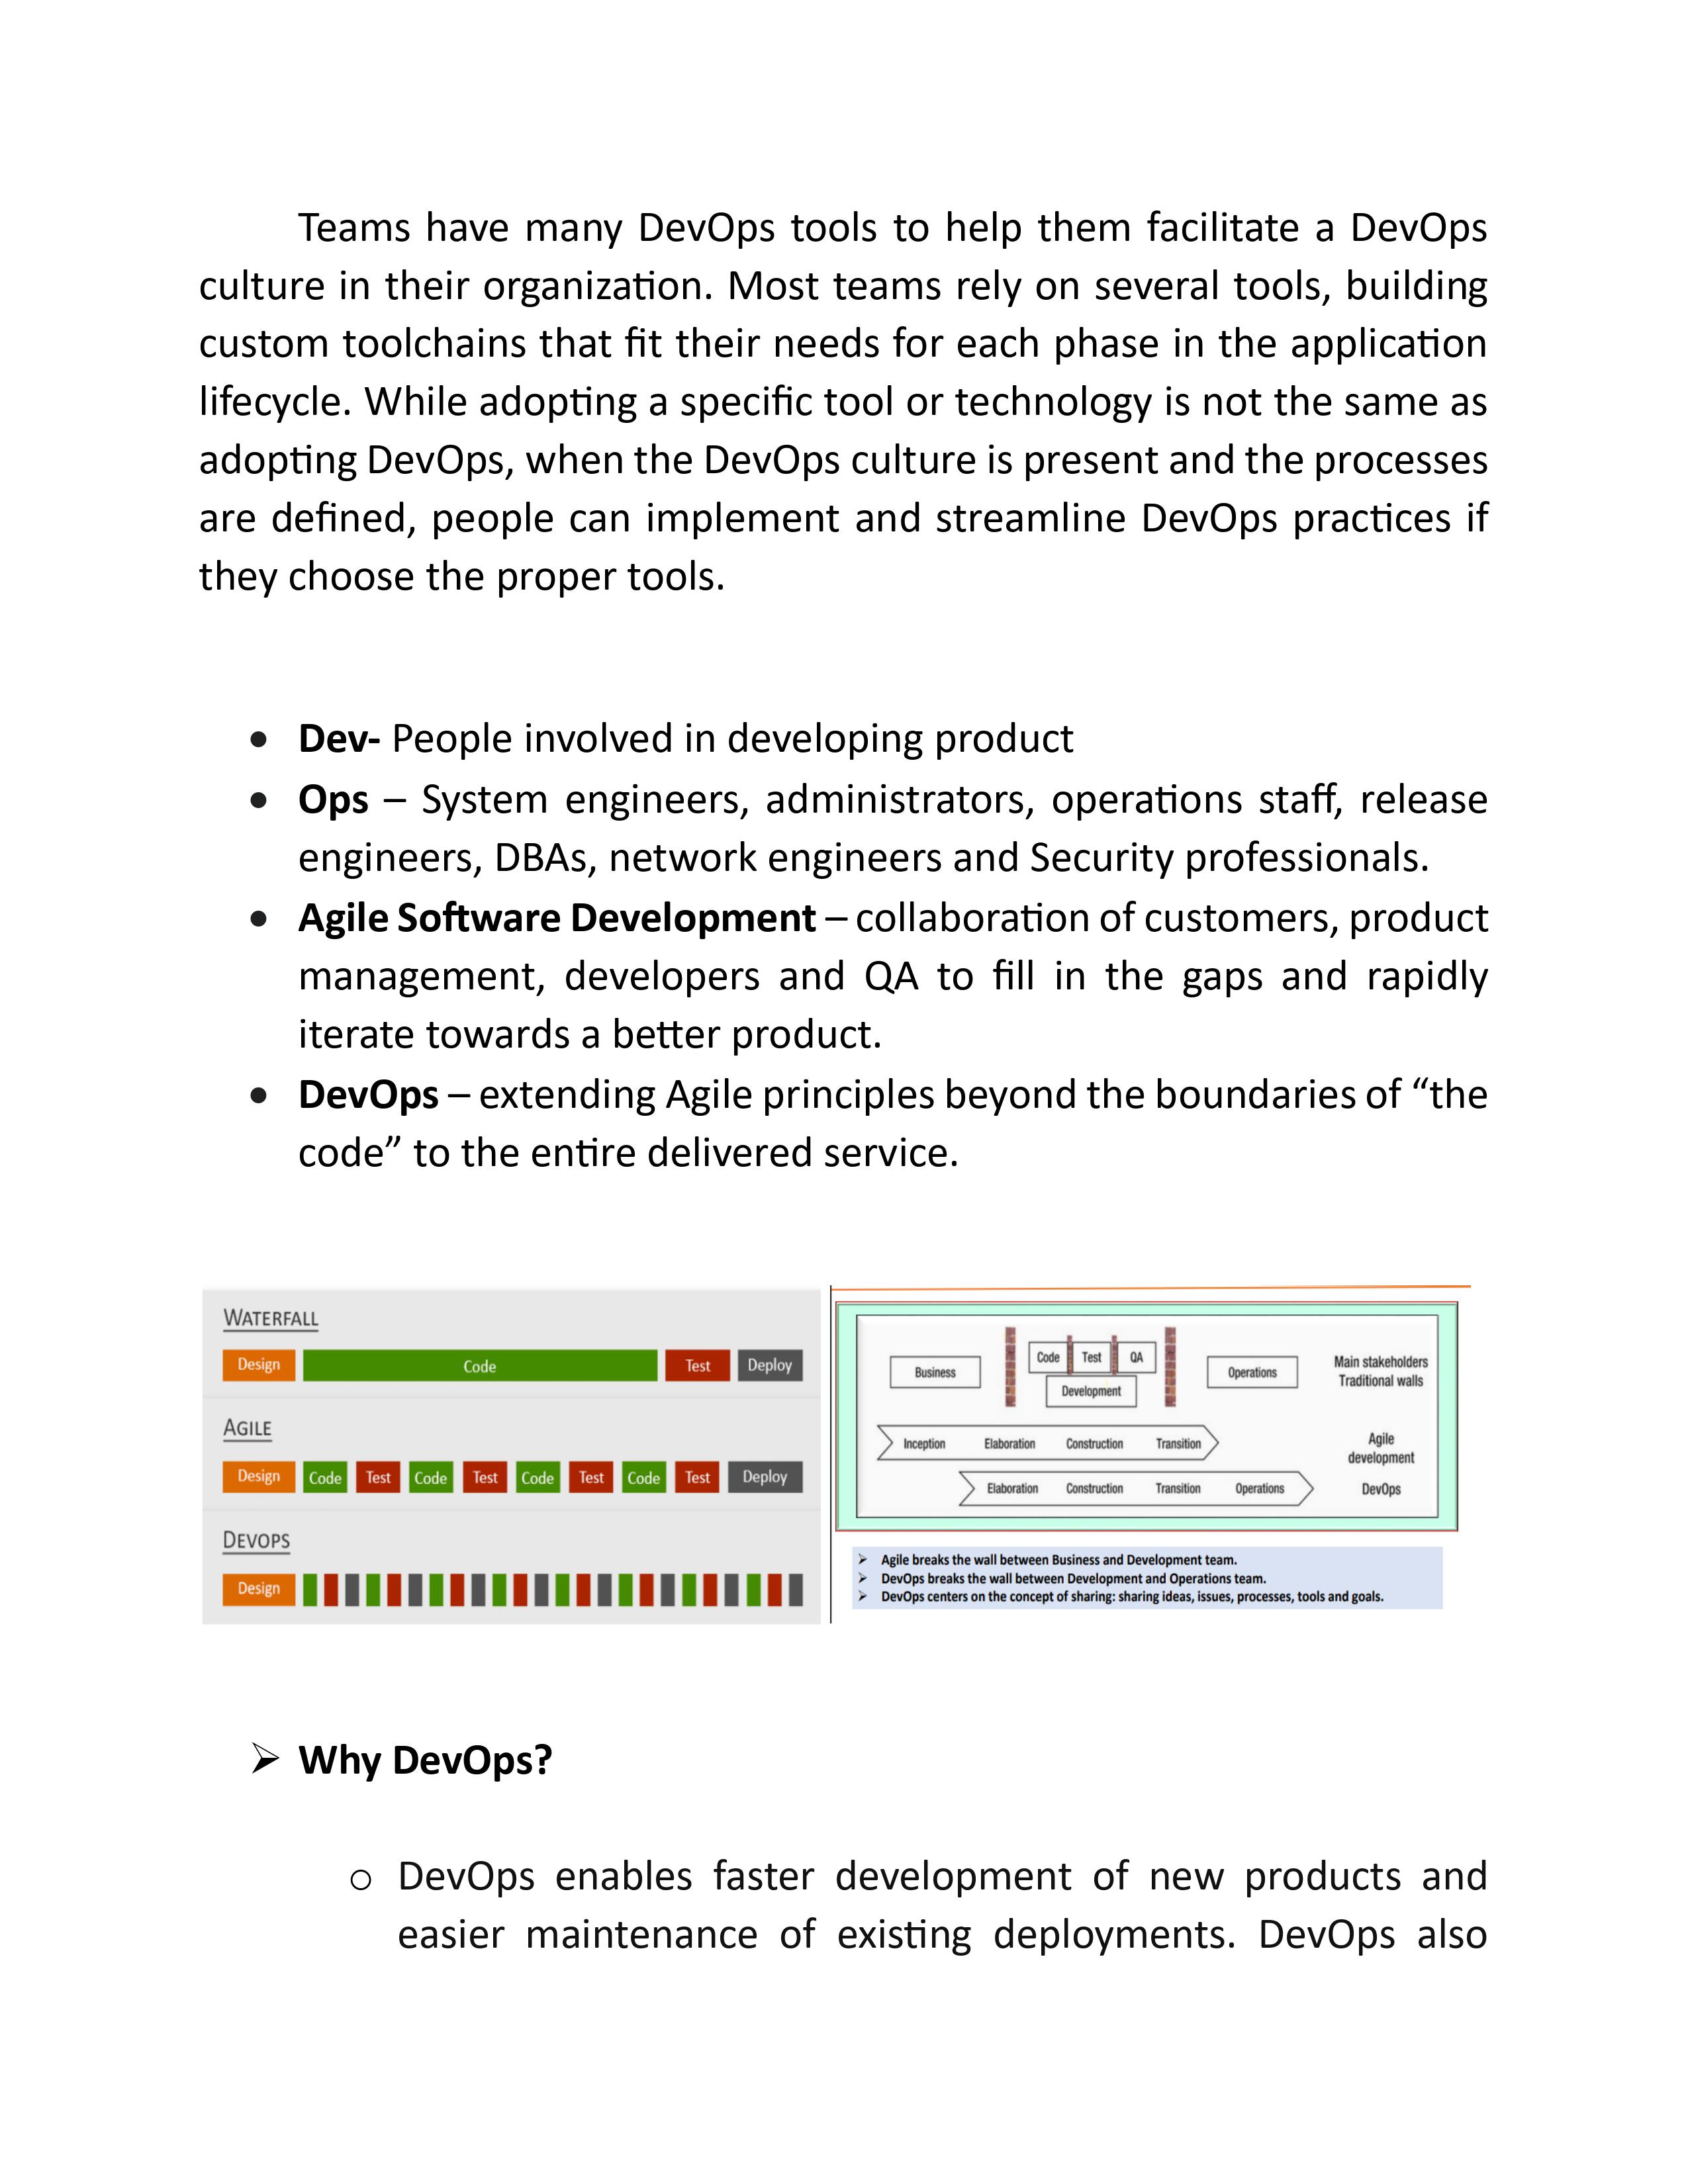 Teams have many DevOps tools to help them facilitate a DevOps
culture in their organization. Most teams rely on several tools, building
custom toolchains that fit their needs for each phase in the application
lifecycle. While adopting a specific tool or technology is not the same as
adopting DevOps, when the DevOps culture is present and the processes
are defined, people can implement and streamline DevOps practices if
they choose the proper tools.
• Dev- People involved in developing product
• Ops – System engineers, administrators, operations staff, release
engineers, DBAs, network engineers and Security professionals.
• Agile Software Development – collaboration of customers, product
management, developers and QA to fill in the gaps and rapidly
iterate towards a better product.
• DevOps – extending Agile principles beyond the boundaries of “the
code” to the entire delivered service.
WATERFALL
Design Code Test Deploy
AGILE
Design Code Test Code Test Code Test Code Test Deploy
DEVOPS
Design
Code Test QA
Business
Development
Operations
Main stakeholders
Traditional walls
Inception Elaboration Construction Transition
Agile
development
Elaboration Construction Transition Operations DevOps
➢ Agile breaks the wall between Business and Development team.
➢ DevOps breaks the wall between Development and Operations team.
➢ DevOps centers on the concept of sharing: sharing ideas, issues, processes, tools and goals.
➢ Why DevOps?
o DevOps enables faster development of new products and
easier maintenance of existing deployments. DevOps also